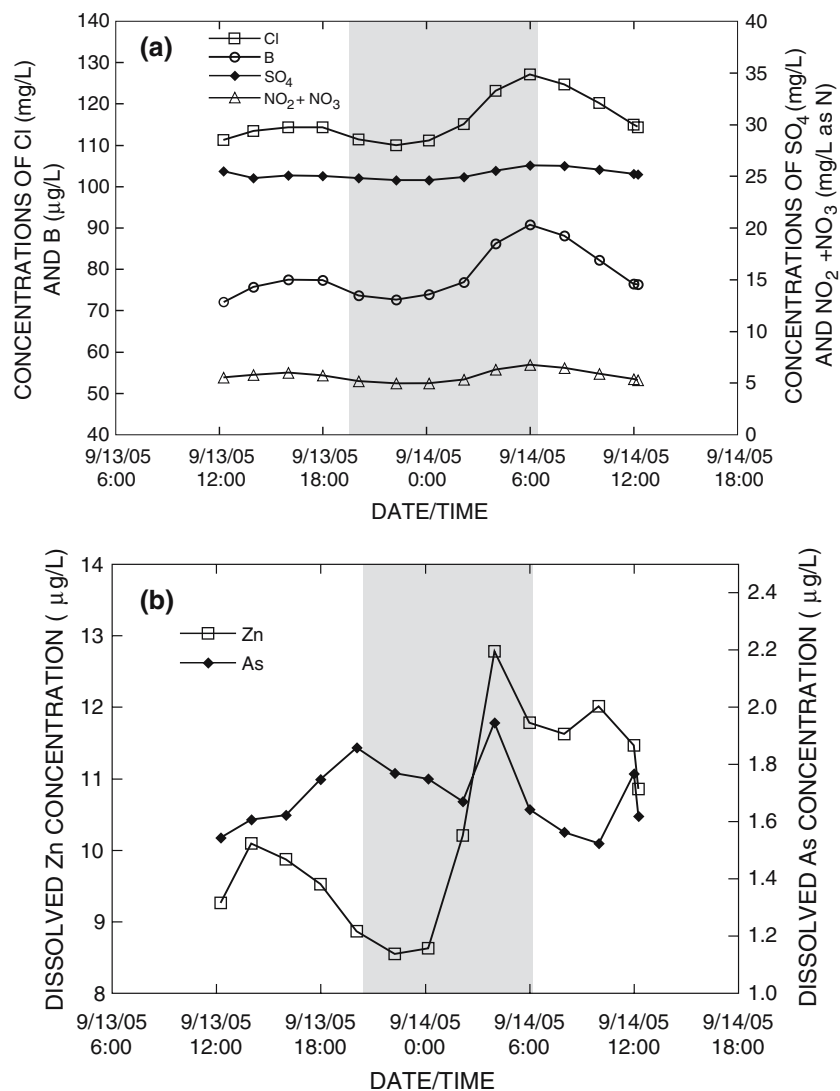 (a)
Cl
B
SO4
NO2 + NO3
140
130
120
110
100
90
80
70
60
50
40
40
35
30
25
20
15
10
5
0
CONCENTRATIONS OF Cl (mg/L)
AND B (µg/L)
CONCENTRATIONS OF SO4 (mg/L)
AND NO2 +NO3 (mg/L as N)
9/13/05 9/13/05 9/13/05 9/14/05 9/14/05 9/14/05 9/14/05
6:00 12:00 18:00 0:00 6:00 12:00 18:00
DATE/TIME
(b)
Zn
As
14
13
12
11
10
9
8
2.4
2.2
2.0
1.8
1.6
1.4
1.2
1.0
DISSOLVED Zn CONCENTRATION ( µg/L)
DISSOLVED As CONCENTRATION ( µg/L)
9/13/05 9/13/05 9/13/05 9/14/05 9/14/05 9/14/05 9/14/05
6:00 12:00 18:00 0:00 6:00 12:00 18:00
DATE/TIME